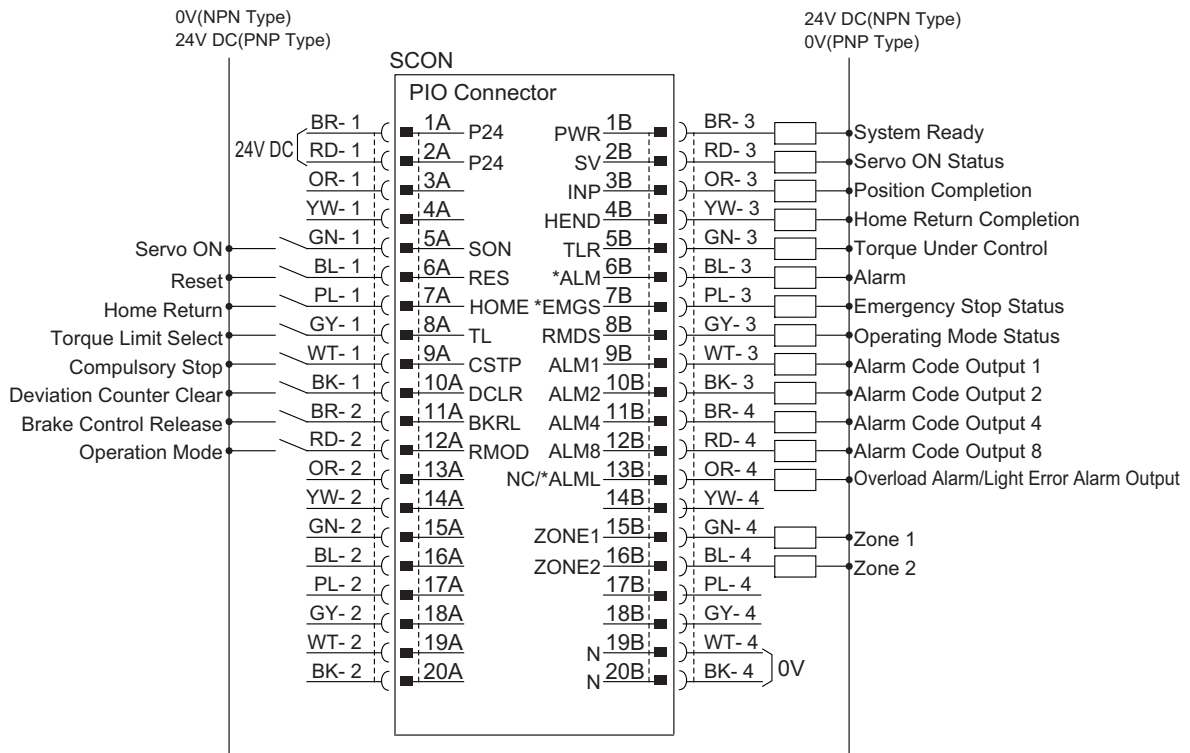 0V(NPN Type)
24V DC(PNP Type)
24V DC(NPN Type)
0V(PNP Type)
SCON
PIO Connector
24V DC
BR- 1 1A P24 PWR 1B BR- 3 System Ready
RD- 1 2A P24 SV 2B RD- 3 Servo ON Status
OR- 1 3A INP 3B OR- 3 Position Completion
YW- 1 4A HEND 4B YW- 3 Home Return Completion
Servo ON GN- 1 5A SON TLR 5B GN- 3 Torque Under Control
Reset BL- 1 6A RES *ALM 6B BL- 3 Alarm
Home Return PL- 1 7A HOME *EMGS 7B PL- 3 Emergency Stop Status
Torque Limit Select GY- 1 8A TL RMDS 8B GY- 3 Operating Mode Status
Compulsory Stop WT- 1 9A CSTP ALM1 9B WT- 3 Alarm Code Output 1
Deviation Counter Clear BK- 1 10A DCLR ALM2 10B BK- 3 Alarm Code Output 2
Brake Control Release BR- 2 11A BKRL ALM4 11B BR- 4 Alarm Code Output 4
Operation Mode RD- 2 12A RMOD ALM8 12B RD- 4 Alarm Code Output 8
OR- 2 13A NC/*ALML 13B OR- 4 Overload Alarm/Light Error Alarm Output
YW- 2 14A 14B YW- 4
GN- 2 15A ZONE1 15B GN- 4 Zone 1
BL- 2 16A ZONE2 16B BL- 4 Zone 2
PL- 2 17A 17B PL- 4
GY- 2 18A 18B GY- 4
WT- 2 19A N 19B WT- 4
BK- 2 20A N 20B BK- 4
0V